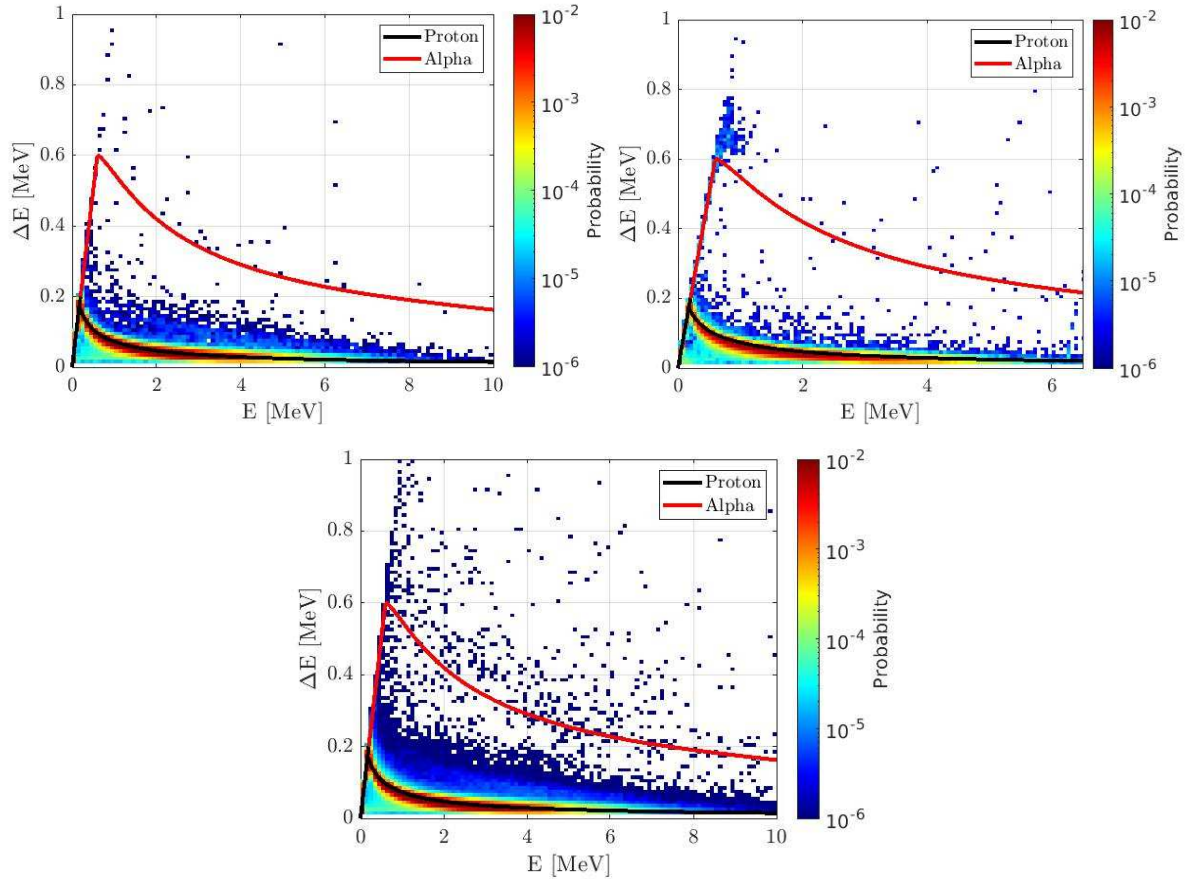 1
0.8
0.6
0.4
0.2
0
ΔE [MeV]
0 2 4 6 8 10
E [MeV]
Proton
Alpha
10^-2
10^-3
10^-4
10^-5
10^-6
Probability
1
0.8
0.6
0.4
0.2
0
ΔE [MeV]
0 2 4 6
E [MeV]
Proton
Alpha
10^-2
10^-3
10^-4
10^-5
10^-6
Probability
1
0.8
0.6
0.4
0.2
0
ΔE [MeV]
0 2 4 6 8 10
E [MeV]
Proton
Alpha
10^-2
10^-3
10^-4
10^-5
10^-6
Probability